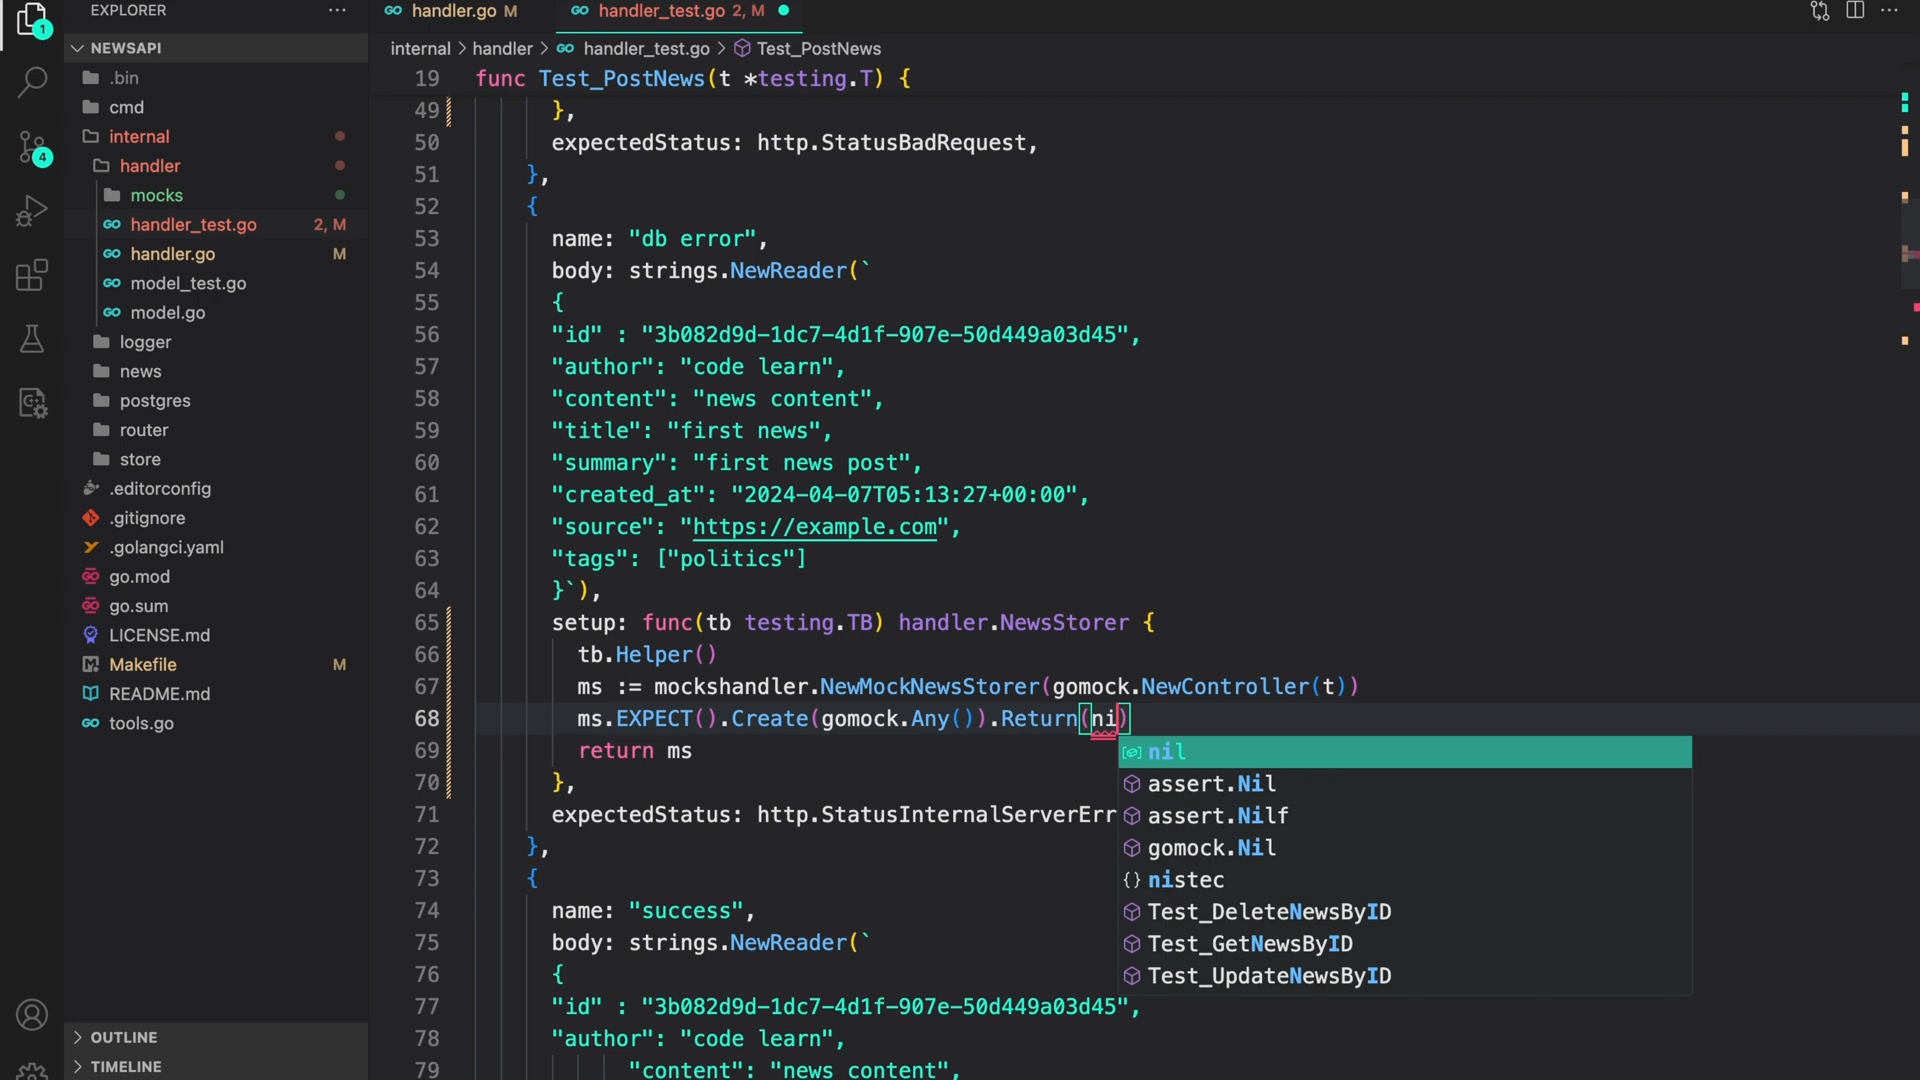 EXPLORER
handler.go M
handler_test.go 2, M
NEWSAPI
internal > handler > handler_test.go > Test_PostNews
.bin
cmd
internal
handler
mocks
handler_test.go 2, M
handler.go M
model_test.go
model.go
logger
news
postgres
router
store
.editorconfig
.gitignore
.golangci.yaml
go.mod
go.sum
LICENSE.md
Makefile M
README.md
tools.go
OUTLINE
TIMELINE
1
4
19 func Test_PostNews(t *testing.T) {
49 },
50 expectedStatus: http.StatusBadRequest,
51 },
52 {
53 name: "db error",
54 body: strings.NewReader(`
55 {
56 "id" : "3b082d9d-1dc7-4d1f-907e-50d449a03d45",
57 "author": "code learn",
58 "content": "news content",
59 "title": "first news",
60 "summary": "first news post",
61 "created_at": "2024-04-07T05:13:27+00:00",
62 "source": "https://example.com",
63 "tags": ["politics"]
64 }`),
65 setup: func(tb testing.TB) handler.NewsStorer {
66 tb.Helper()
67 ms := mockshandler.NewMockNewsStorer(gomock.NewController(t))
68 ms.EXPECT().Create(gomock.Any()).Return(ni)
69 return ms
70 },
71 expectedStatus: http.StatusInternalServerErr
72 },
73 {
74 name: "success",
75 body: strings.NewReader(`
76 {
77 "id" : "3b082d9d-1dc7-4d1f-907e-50d449a03d45",
78 "author": "code learn",
79 "content": "news content",
nil
assert.Nil
assert.Nilf
gomock.Nil
{} nistec
Test_DeleteNewsByID
Test_GetNewsByID
Test_UpdateNewsByID